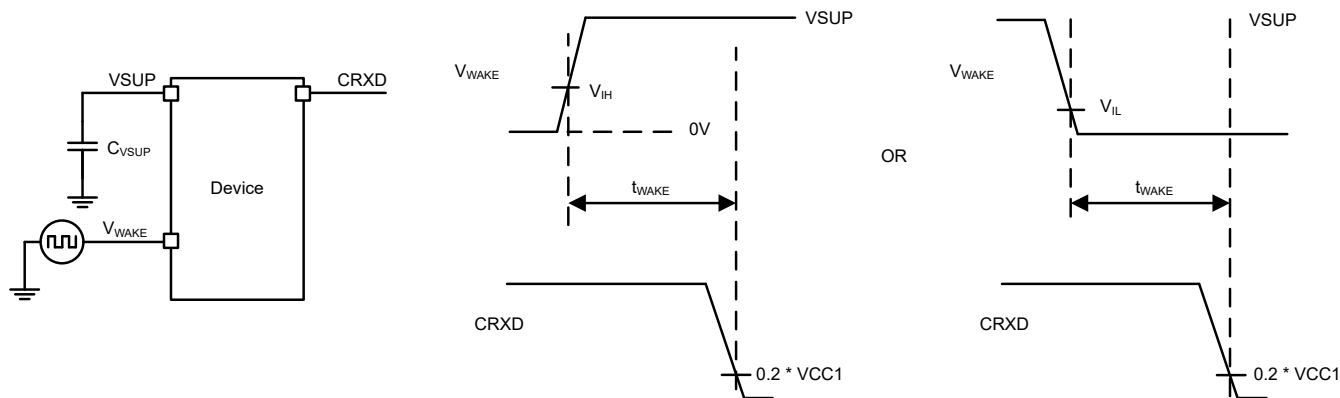 VSUP
CRXD
CVSUP
Device
VWAKE
VSUP
VWAKE
VIH
0V
tWAKE
CRXD
0.2 * VCC1
OR
VSUP
VWAKE
VIL
tWAKE
CRXD
0.2 * VCC1